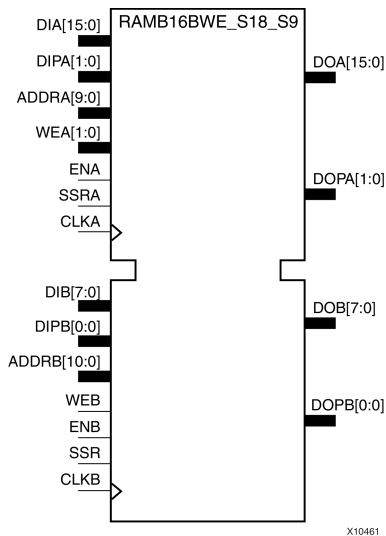 RAMB16BWE_S18_S9
DIA[15:0]
DIPA[1:0]
ADDRA[9:0]
WEA[1:0]
ENA
SSRA
CLKA
DOA[15:0]
DOPA[1:0]
DIB[7:0]
DIPB[0:0]
ADDRB[10:0]
WEB
ENB
SSR
CLKB
DOB[7:0]
DOPB[0:0]
X10461